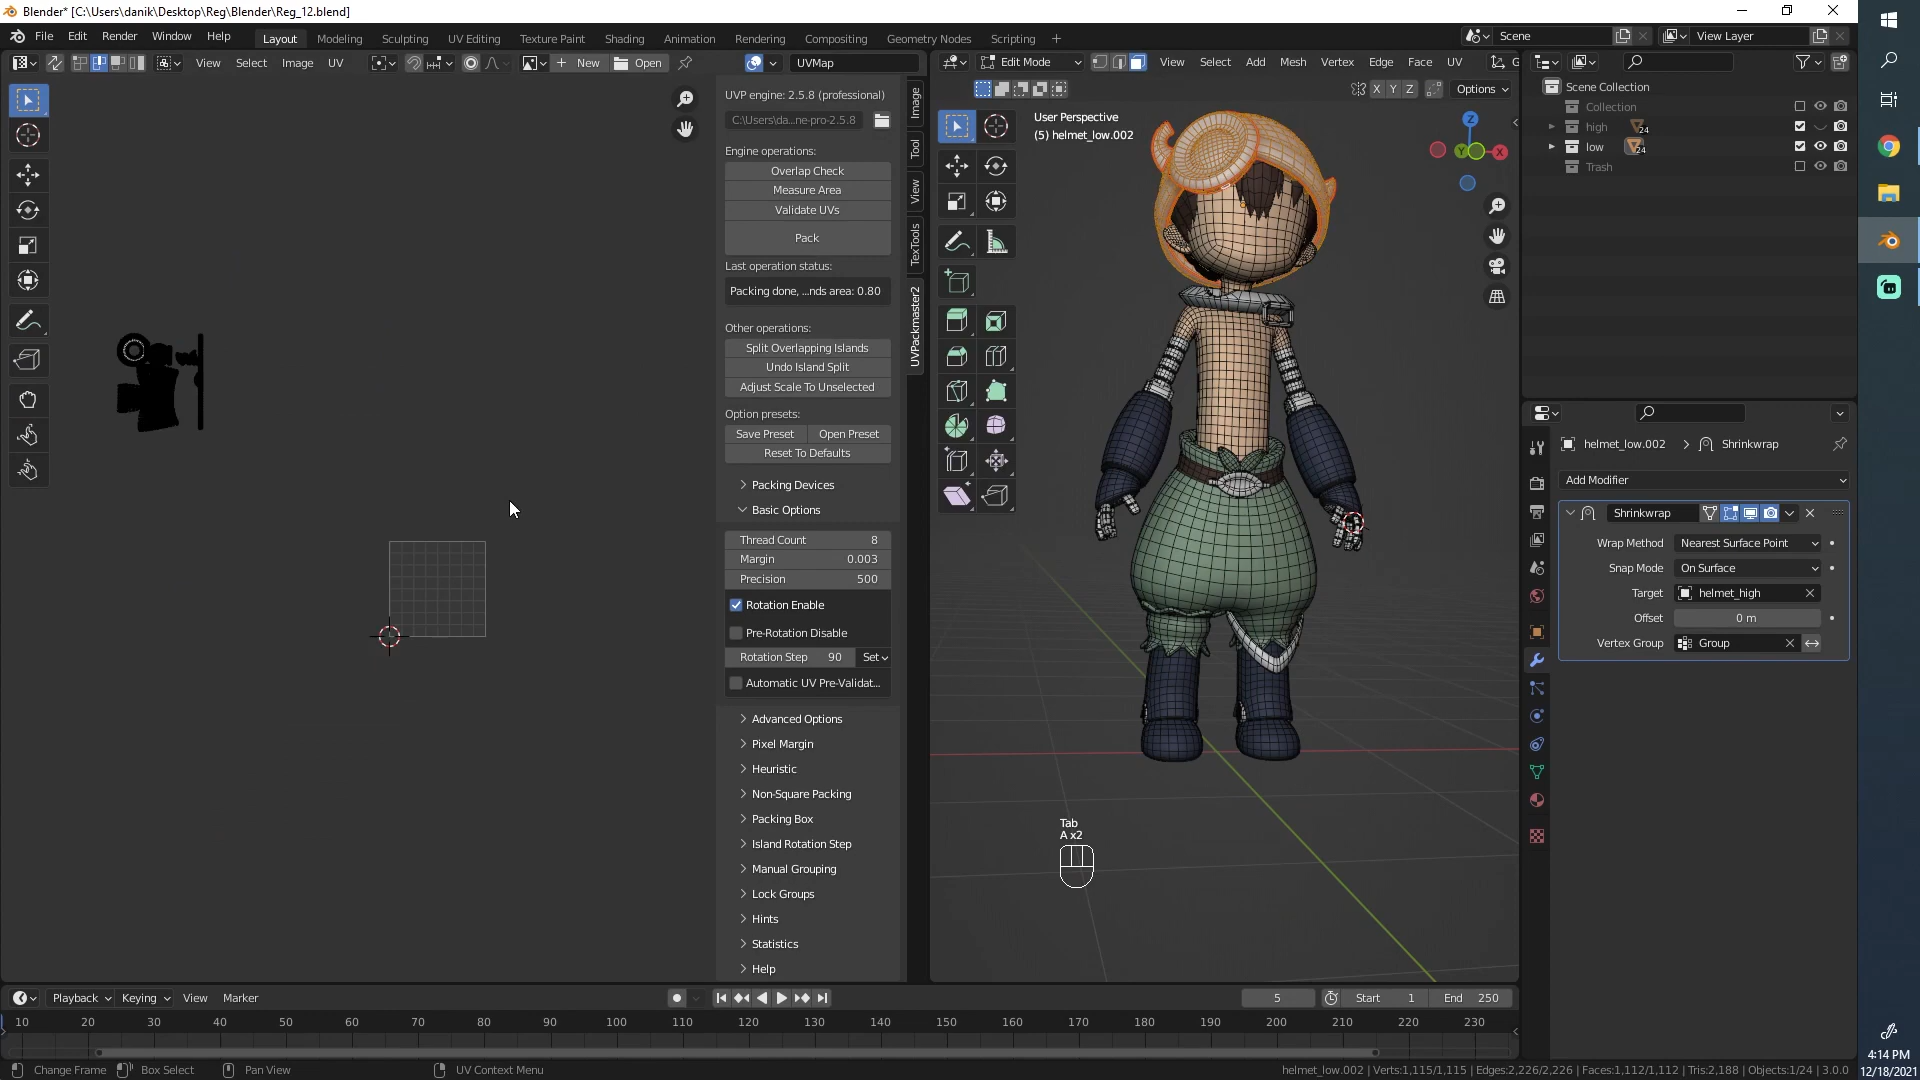 Blender* [C:\Users\danik\Desktop\Reg\Blender\Reg_12.blend]
File Edit Render Window Help
Layout Modeling Sculpting UV Editing Texture Paint Shading Animation Rendering Compositing Geometry Nodes Scripting +
Scene
View Layer
View Select Image UV
New Open
UVMap
Edit Mode
View Select Add Mesh Vertex Edge Face UV
X Y Z
Options
UVP engine: 2.5.8 (professional)
C:\Users\da...ne-pro-2.5.8
Engine operations:
Overlap Check
Measure Area
Validate UVs
Pack
Last operation status:
Packing done, ...nds area: 0.80
Other operations:
Split Overlapping Islands
Undo Island Split
Adjust Scale To Unselected
Option presets:
Save Preset Open Preset
Reset To Defaults
Packing Devices
Basic Options
Thread Count 8
Margin 0.003
Precision 500
Rotation Enable
Pre-Rotation Disable
Rotation Step 90 Set
Automatic UV Pre-Validat...
Advanced Options
Pixel Margin
Heuristic
Non-Square Packing
Packing Box
Island Rotation Step
Manual Grouping
Lock Groups
Hints
Statistics
Help
Image
Tool
View
TexTools
UVPackmaster2
User Perspective
(5) helmet_low.002
Z
Y
X
Tab
A x2
Scene Collection
Collection
high 24
low 24
Trash
helmet_low.002 > Shrinkwrap
Add Modifier
Shrinkwrap
Wrap Method Nearest Surface Point
Snap Mode On Surface
Target helmet_high
Offset 0 m
Vertex Group Group
Playback Keying View Marker
5 Start 1 End 250
10 20 30 40 50 60 70 80 90 100 110 120 130 140 150 160 170 180 190 200 210 220 230
Change Frame Box Select Pan View UV Context Menu
helmet_low.002 | Verts:1,115/1,115 | Edges:2,226/2,226 | Faces:1,112/1,112 | Tris:2,188 | Objects:1/24 | 3.0.0
4:14 PM
12/18/2021